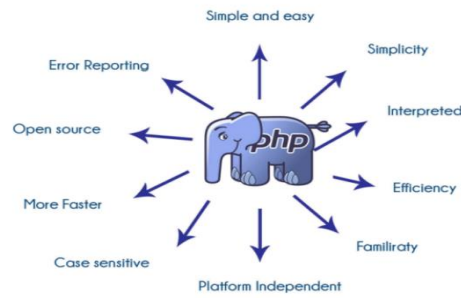 Simple and easy
Simplicity
Error Reporting
Interpreted
Open source
php
Efficiency
More Faster
Familiraty
Case sensitive
Platform Independent